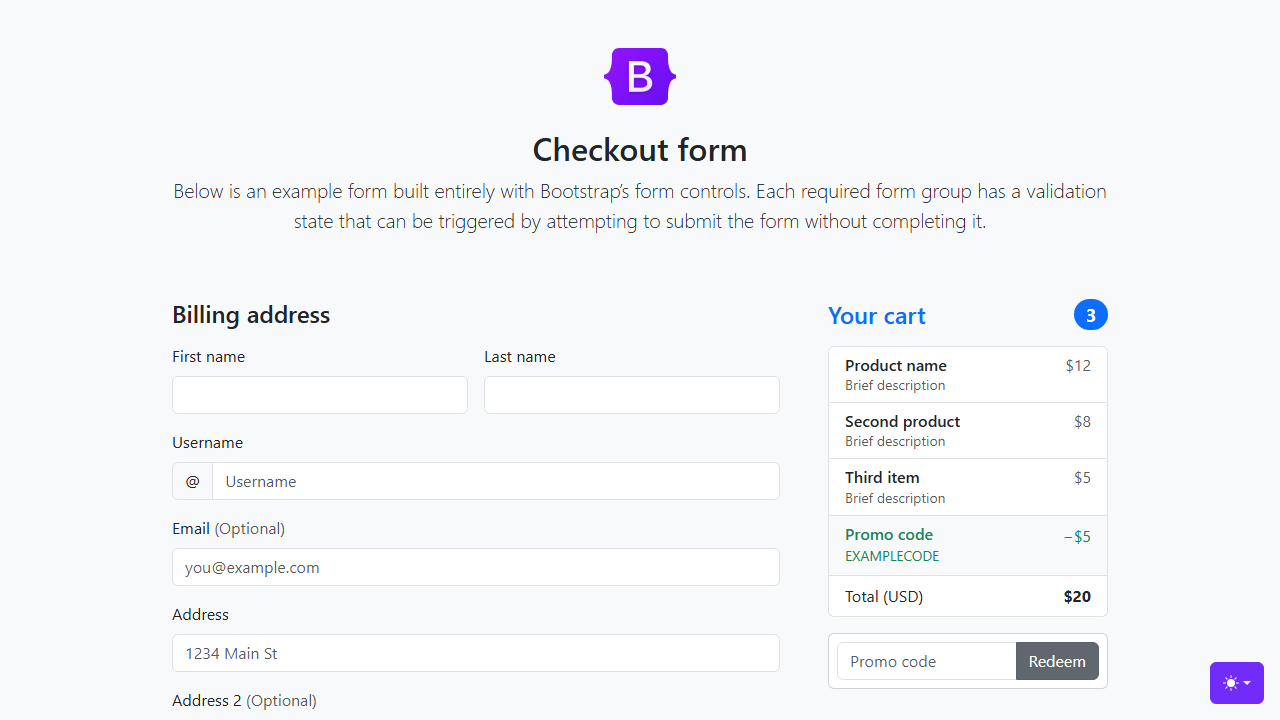 B
Checkout form
Below is an example form built entirely with Bootstrap’s form controls. Each required form group has a validation
state that can be triggered by attempting to submit the form without completing it.
Billing address
First name
Last name
Username
@
Username
Email (Optional)
you@example.com
Address
1234 Main St
Address 2 (Optional)
Your cart
3
Product name
$12
Brief description
Second product
$8
Brief description
Third item
$5
Brief description
Promo code
−$5
EXAMPLECODE
Total (USD)
$20
Promo code
Redeem